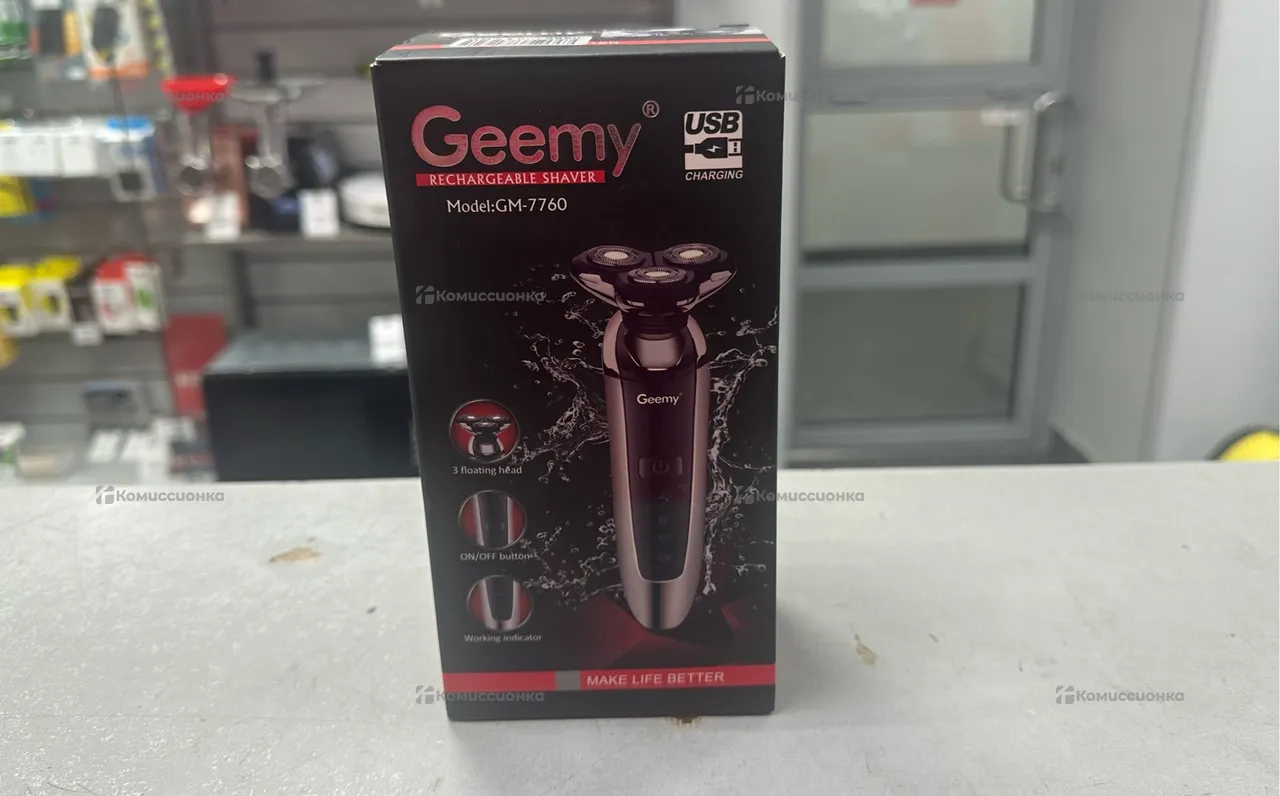 Geemy®
RECHARGEABLE SHAVER
Model:GM-7760
USB
CHARGING
Geemy
3 floating head
ON/OFF button
Working indicator
MAKE LIFE BETTER
Комиссионка
Комиссионка
Комиссионка
Комиссионка
Комиссионка
Комиссионка
Комиссионка
Комиссионка